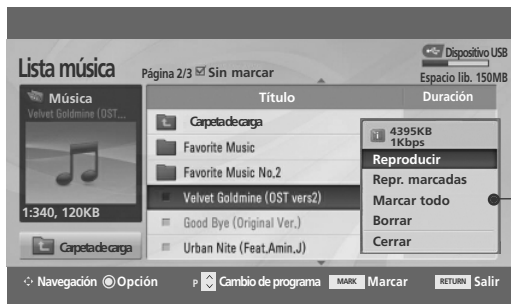 Dispositivo USB
Lista música
Página 2/3 Sin marcar
Espacio lib. 150MB
Música
Velvet Goldmine (OST...
1:340, 120KB
Carpeta de carga
Título
Duración
Carpeta de carga
Favorite Music
Favorite Music No.2
Velvet Goldmine (OST vers2)
Good Bye (Original Ver.)
Urban Nite (Feat.Amin.J)
4395KB
1Kbps
Reproducir
Repr. marcadas
Marcar todo
Borrar
Cerrar
Navegación Opción P Cambio de programa MARK Marcar RETURN Salir